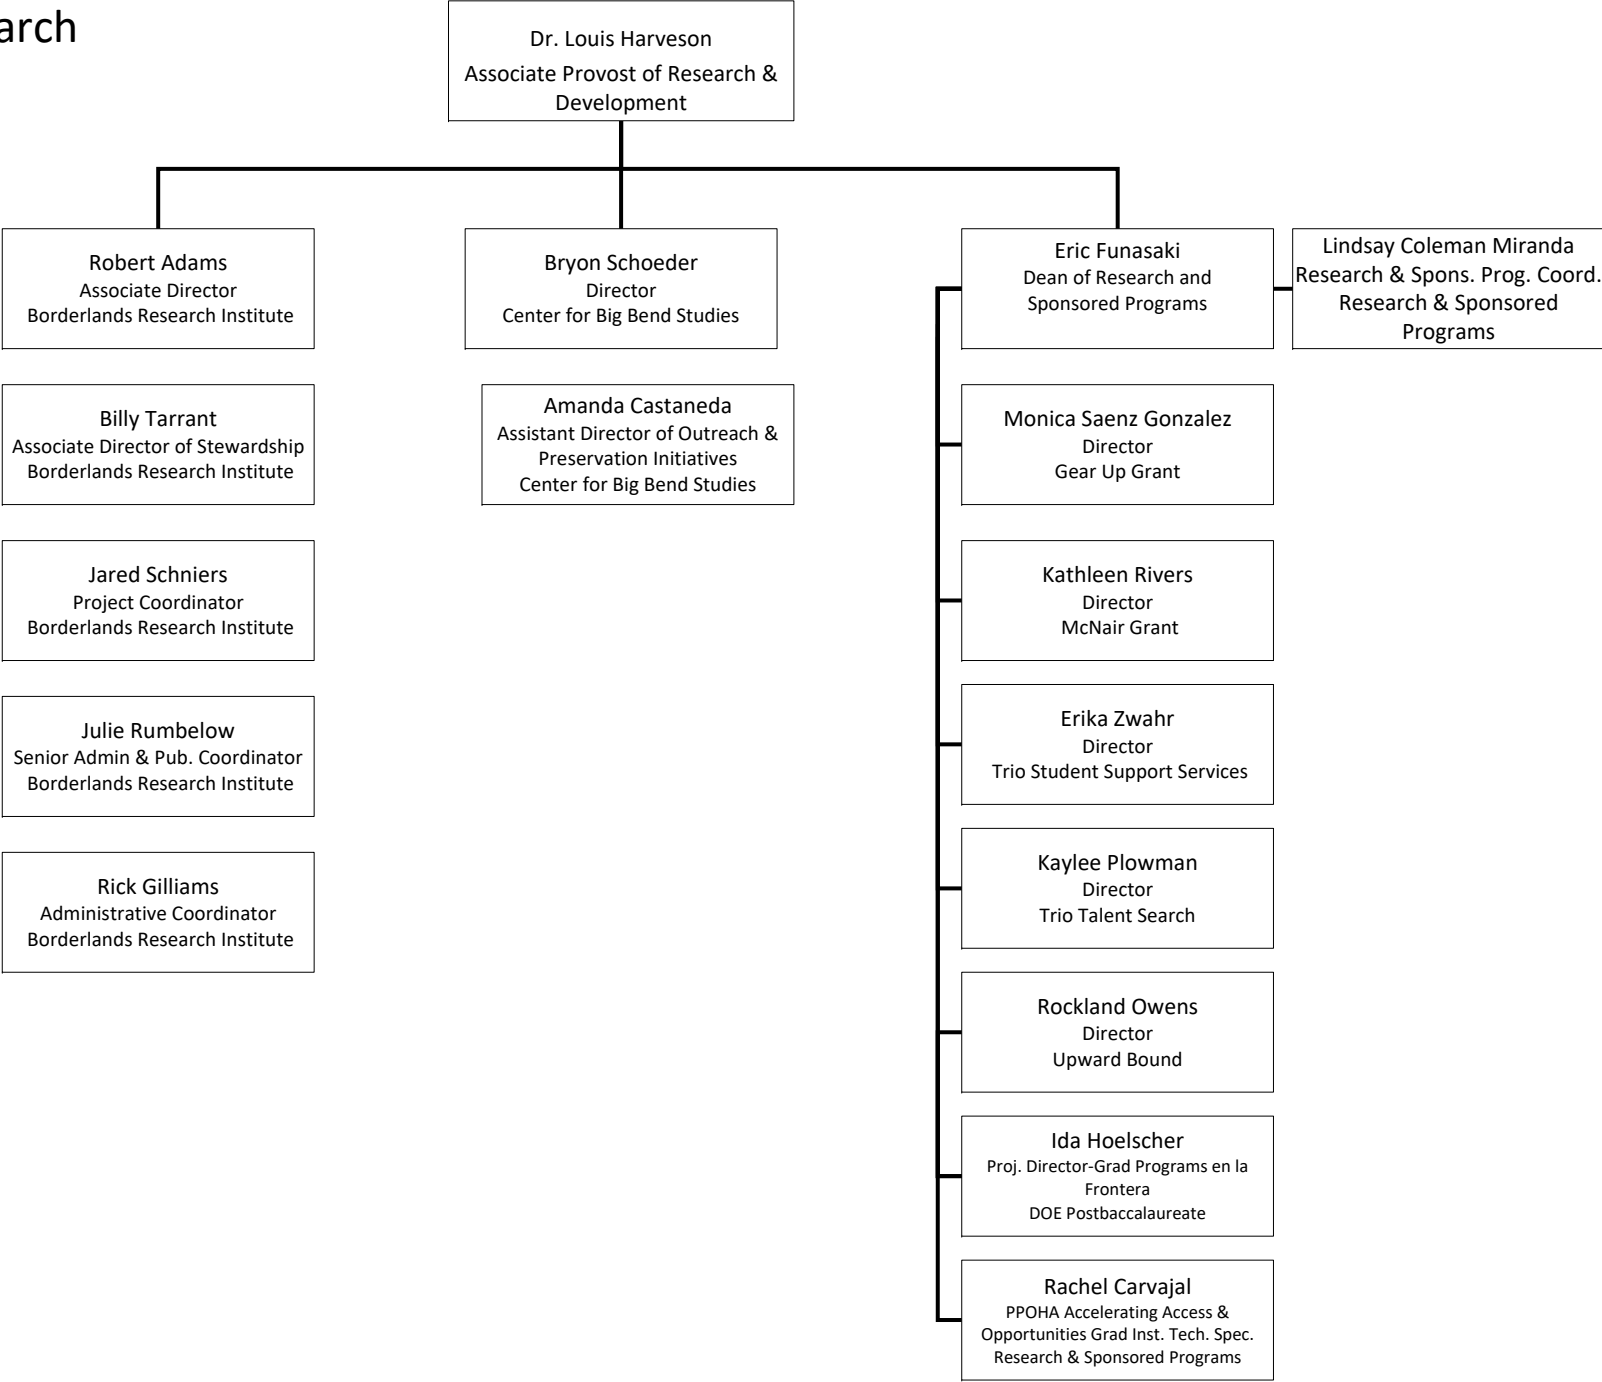 arch
Dr. Louis Harveson
Associate Provost of Research &
Development
Robert Adams
Associate Director
Borderlands Research Institute
Bryon Schoeder
Director
Center for Big Bend Studies
Eric Funasaki
Dean of Research and
Sponsored Programs
Lindsay Coleman Miranda
Research & Spons. Prog. Coord.
Research & Sponsored
Programs
Billy Tarrant
Associate Director of Stewardship
Borderlands Research Institute
Amanda Castaneda
Assistant Director of Outreach &
Preservation Initiatives
Center for Big Bend Studies
Monica Saenz Gonzalez
Director
Gear Up Grant
Jared Schniers
Project Coordinator
Borderlands Research Institute
Kathleen Rivers
Director
McNair Grant
Julie Rumbelow
Senior Admin & Pub. Coordinator
Borderlands Research Institute
Erika Zwahr
Director
Trio Student Support Services
Rick Gilliams
Administrative Coordinator
Borderlands Research Institute
Kaylee Plowman
Director
Trio Talent Search
Rockland Owens
Director
Upward Bound
Ida Hoelscher
Proj. Director-Grad Programs en la
Frontera
DOE Postbaccalaureate
Rachel Carvajal
PPOHA Accelerating Access &
Opportunities Grad Inst. Tech. Spec.
Research & Sponsored Programs